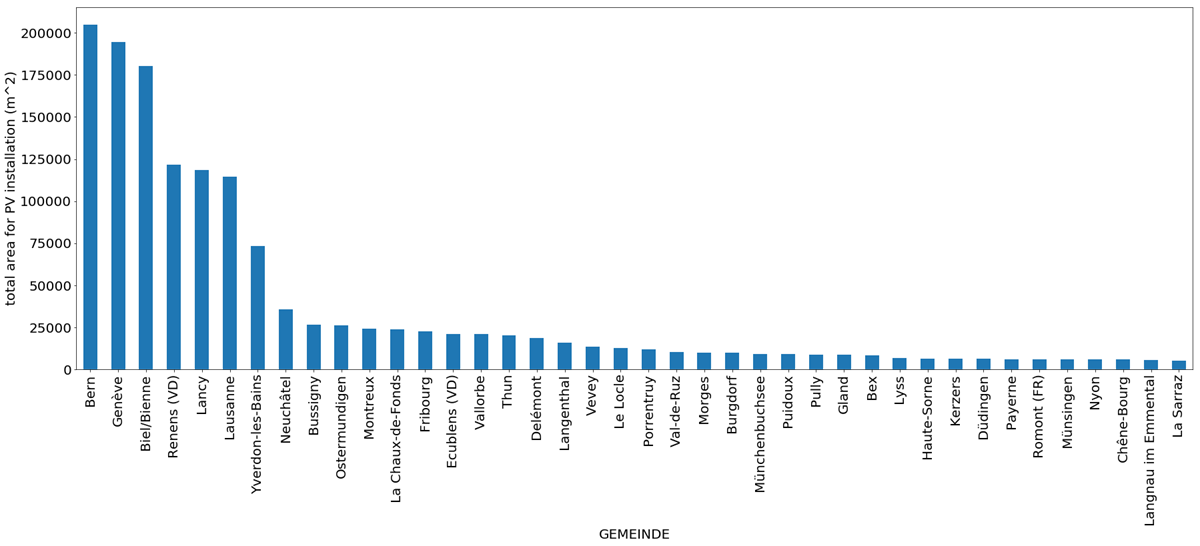 total area for PV installation (m^2)
200000
175000
150000
125000
100000
75000
50000
25000
0
Bern
Genève
Biel/Bienne
Renens (VD)
Lancy
Lausanne
Yverdon-les-Bains
Neuchâtel
Bussigny
Ostermundigen
Montreux
La Chaux-de-Fonds
Fribourg
Ecublens (VD)
Vallorbe
Thun
Delémont
Langenthal
Vevey
Le Locle
Porrentruy
Val-de-Ruz
Morges
Burgdorf
Münchenbuchsee
Puidoux
Pully
Gland
Bex
Lyss
Haute-Sorne
Kerzers
Düdingen
Payerne
Romont (FR)
Münsingen
Nyon
Chêne-Bourg
Langnau im Emmental
La Sarraz
GEMEINDE